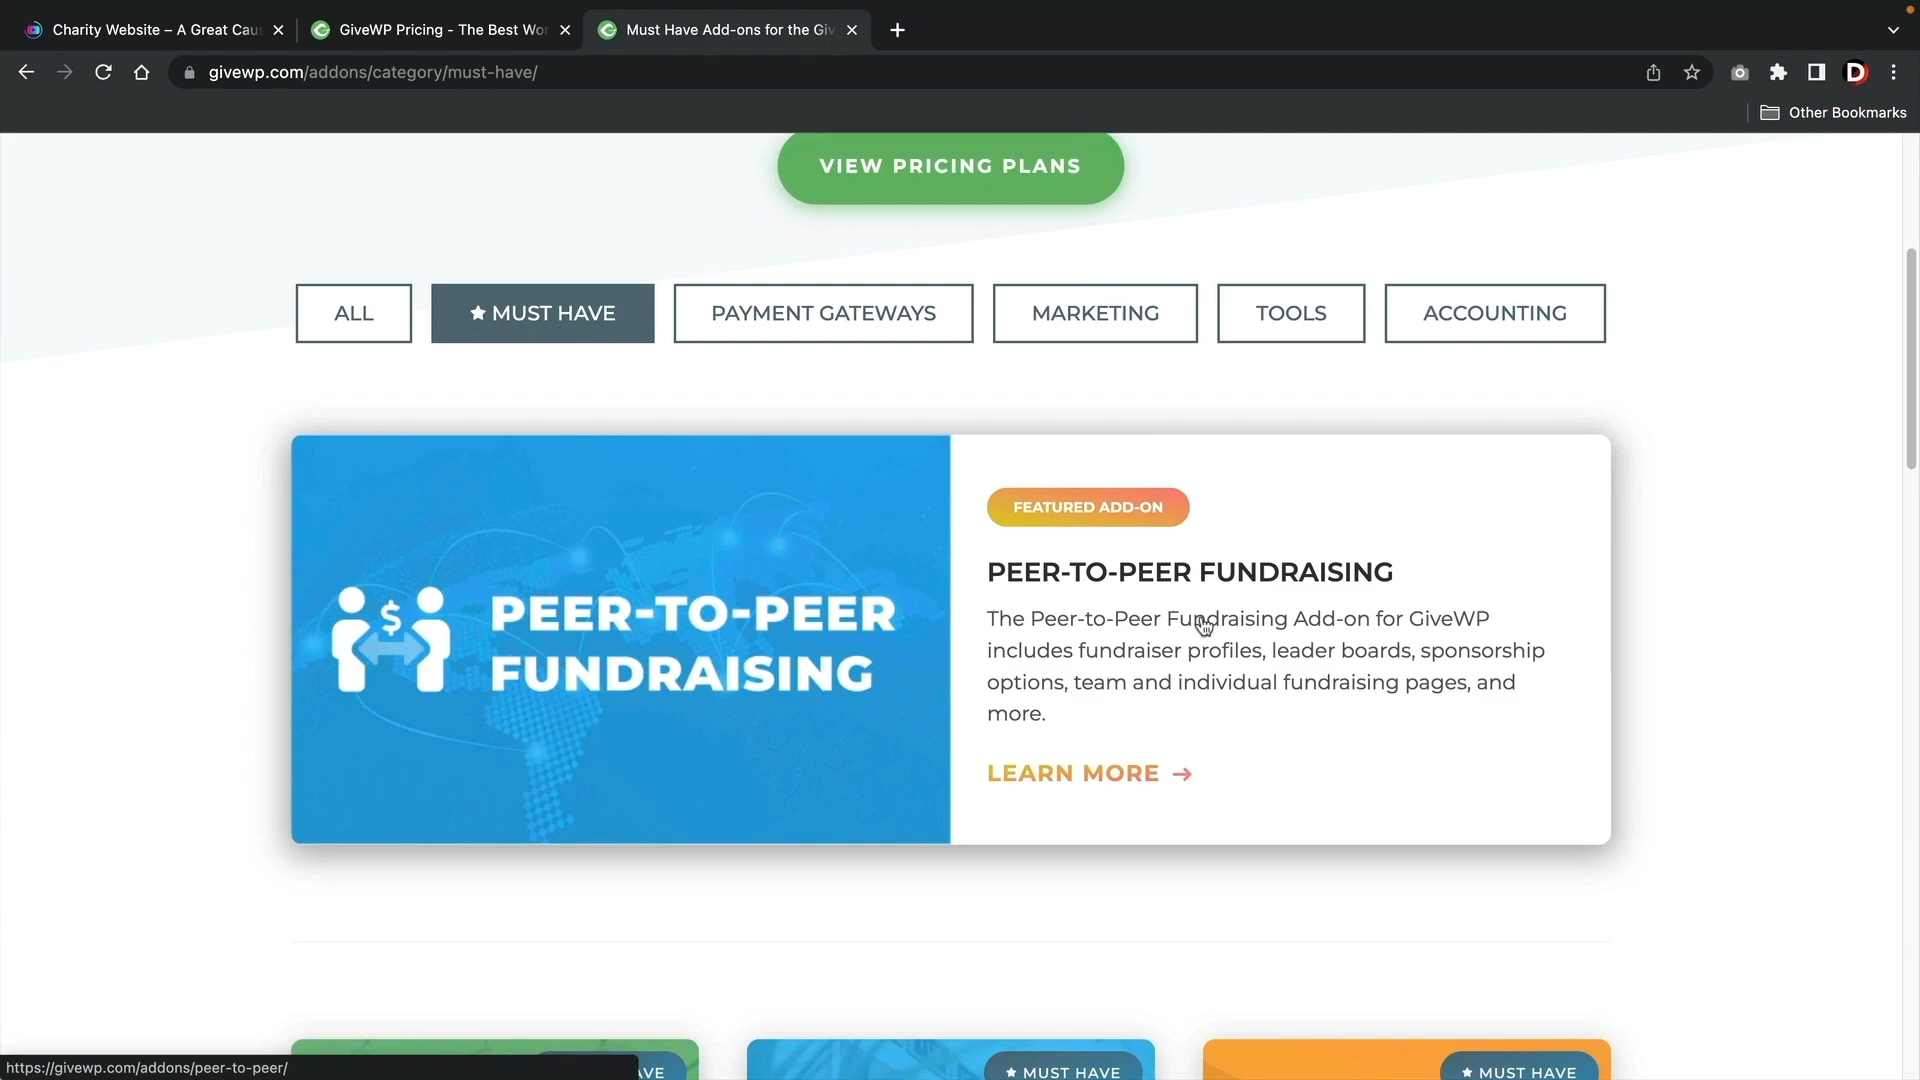 Charity Website – A Great Cau
GiveWP Pricing - The Best Wor
Must Have Add-ons for the Giv
givewp.com/addons/category/must-have/
Other Bookmarks
VIEW PRICING PLANS
ALL
MUST HAVE
PAYMENT GATEWAYS
MARKETING
TOOLS
ACCOUNTING
PEER-TO-PEER
FUNDRAISING
$
FEATURED ADD-ON
PEER-TO-PEER FUNDRAISING
The Peer-to-Peer Fundraising Add-on for GiveWP
includes fundraiser profiles, leader boards, sponsorship
options, team and individual fundraising pages, and
more.
LEARN MORE →
AVE
MUST HAVE
MUST HAVE
https://givewp.com/addons/peer-to-peer/
D